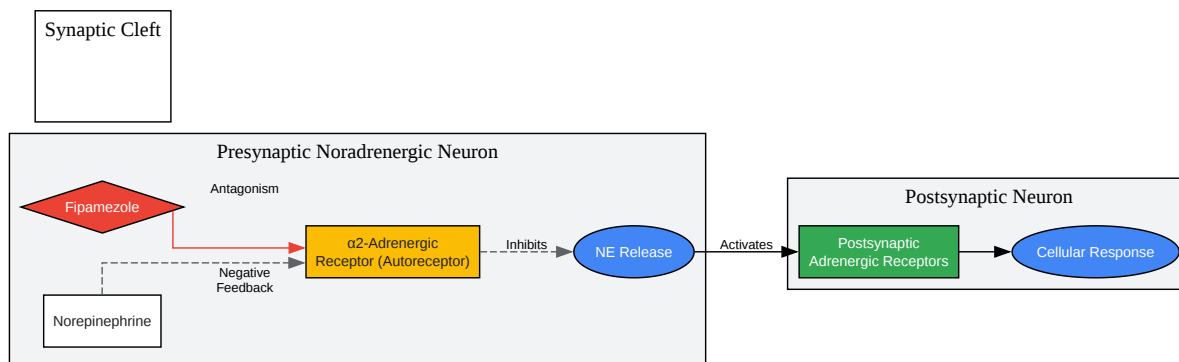 Synaptic Cleft
Presynaptic Noradrenergic Neuron
Antagonism
Fipamezole
α2-Adrenergic
Receptor (Autoreceptor)
Inhibits
NE Release
Negative
Feedback
Norepinephrine
Activates
Postsynaptic Neuron
Postsynaptic
Adrenergic Receptors
Cellular Response